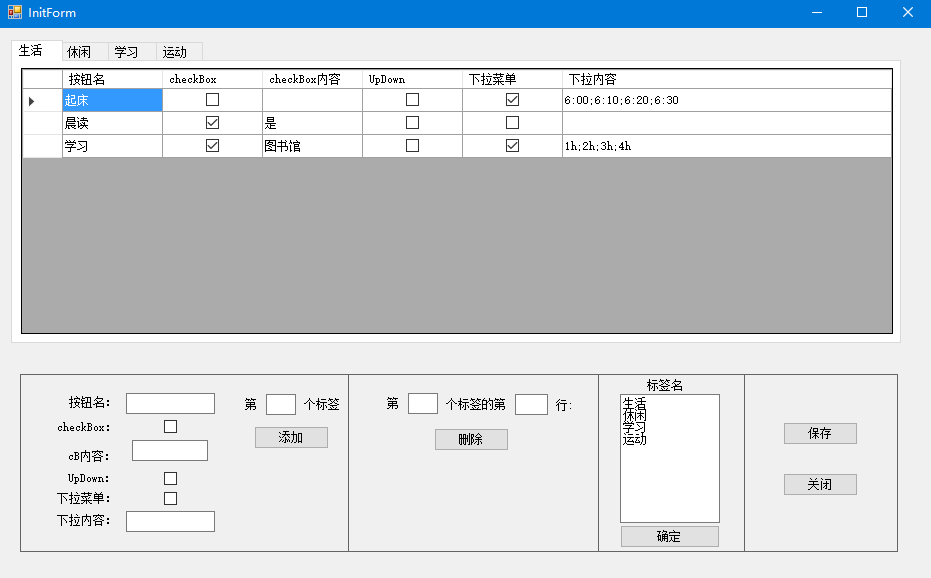 InitForm
生活 休闲 学习 运动
按钮名 checkBox checkBox内容 UpDown 下拉菜单 下拉内容
起床 6:00;6:10;6:20;6:30
晨读 是
学习 图书馆 1h;2h;3h;4h
按钮名:
checkBox:
cB内容:
UpDown:
下拉菜单:
下拉内容:
第 个标签
添加
第 个标签的第 行:
删除
标签名
生活
休闲
学习
运动
确定
保存
关闭